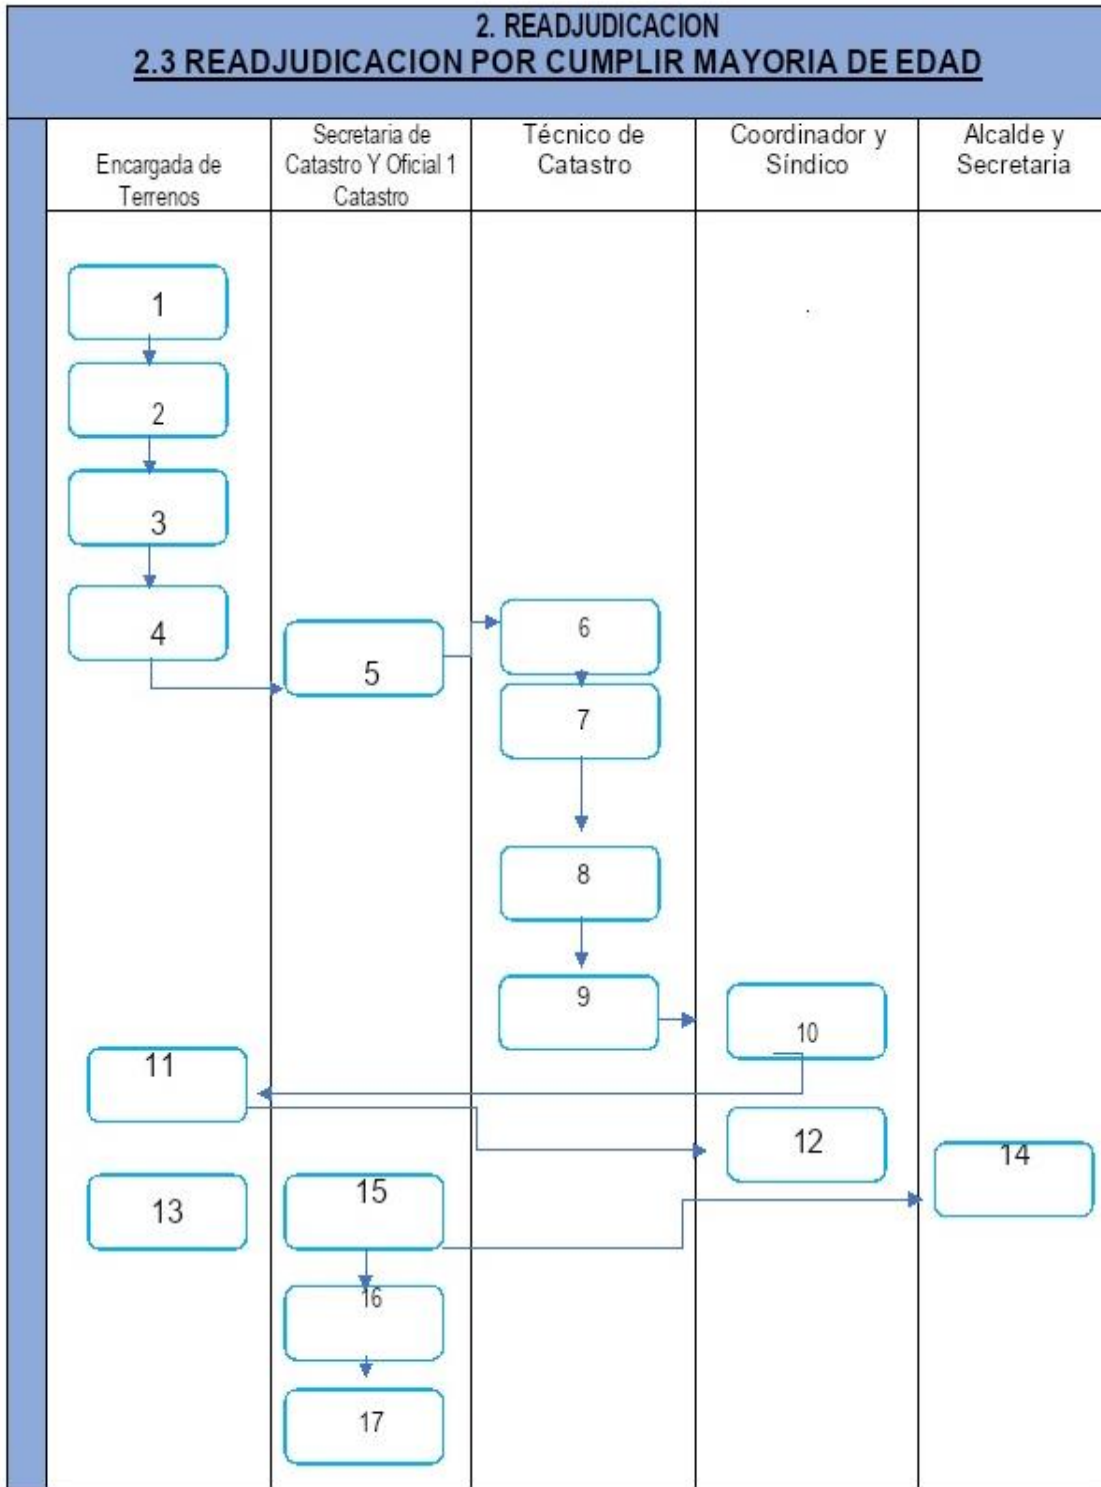 2. READJUDICACION
2.3 READJUDICACION POR CUMPLIR MAYORIA DE EDAD
Encargada de
Terrenos
Secretaria de
Catastro Y Oficial 1
Catastro
Técnico de
Catastro
Coordinador y
Síndico
Alcalde y
Secretaria
1
2
3
4
5
6
7
8
9
10
11
12
14
13
15
16
17